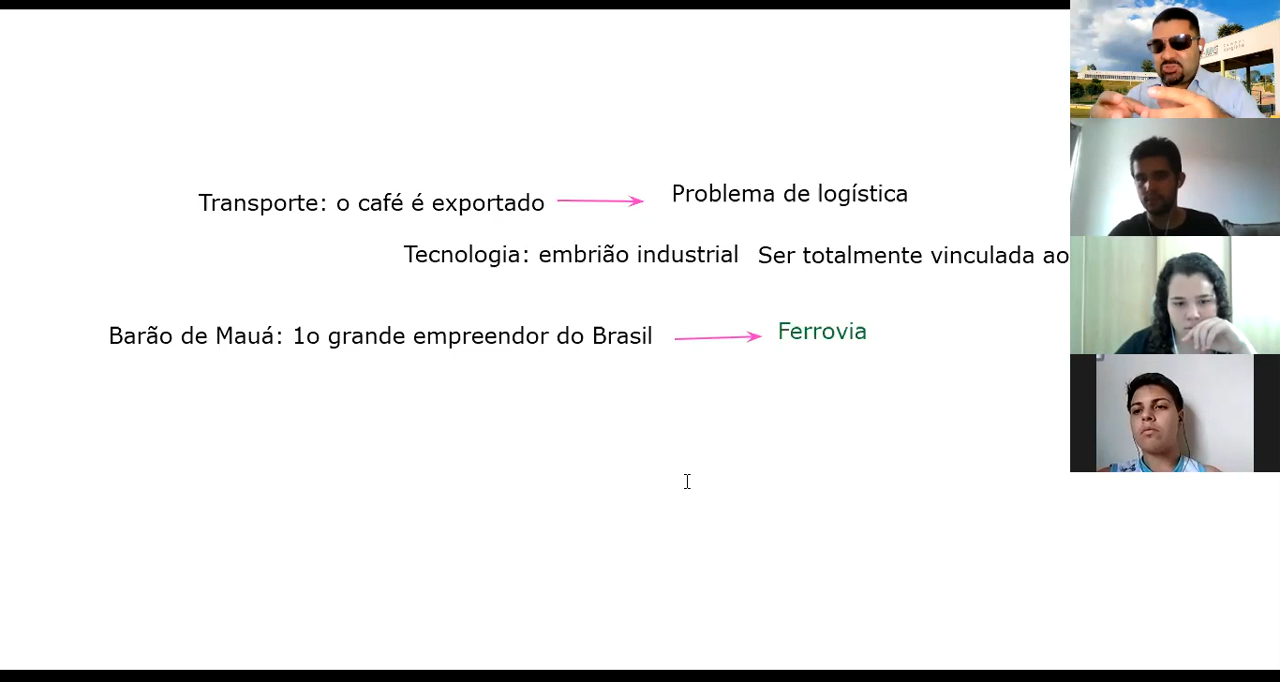 Transporte: o café é exportado
Problema de logística
Tecnologia: embrião industrial
Ser totalmente vinculada ao
Barão de Mauá: 1o grande empreendor do Brasil
Ferrovia